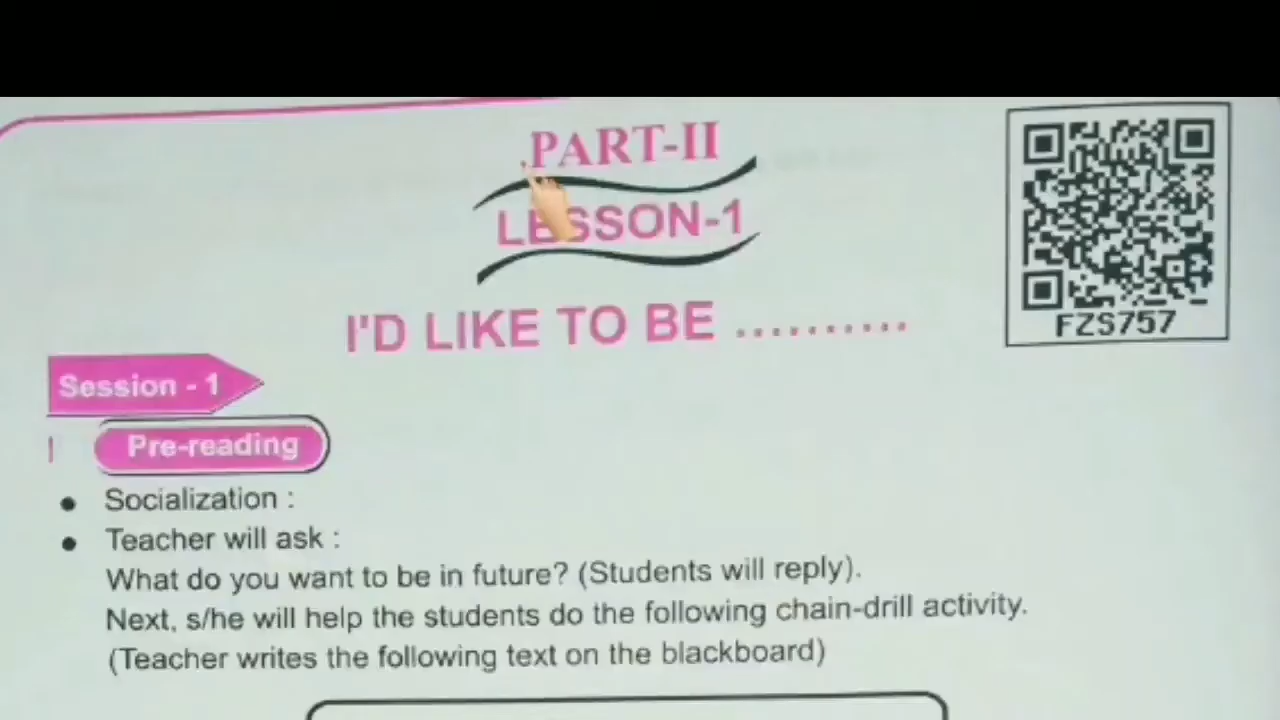 PART-II
LESSON-1
I'D LIKE TO BE ..........
FZS757
Session - 1
Pre-reading
• Socialization :
• Teacher will ask :
What do you want to be in future? (Students will reply).
Next, s/he will help the students do the following chain-drill activity.
(Teacher writes the following text on the blackboard)